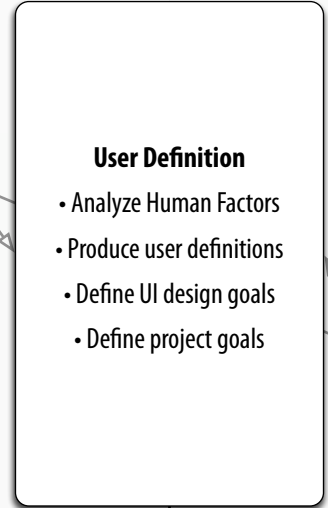 User Definition
• Analyze Human Factors
• Produce user definitions
• Define UI design goals
• Define project goals